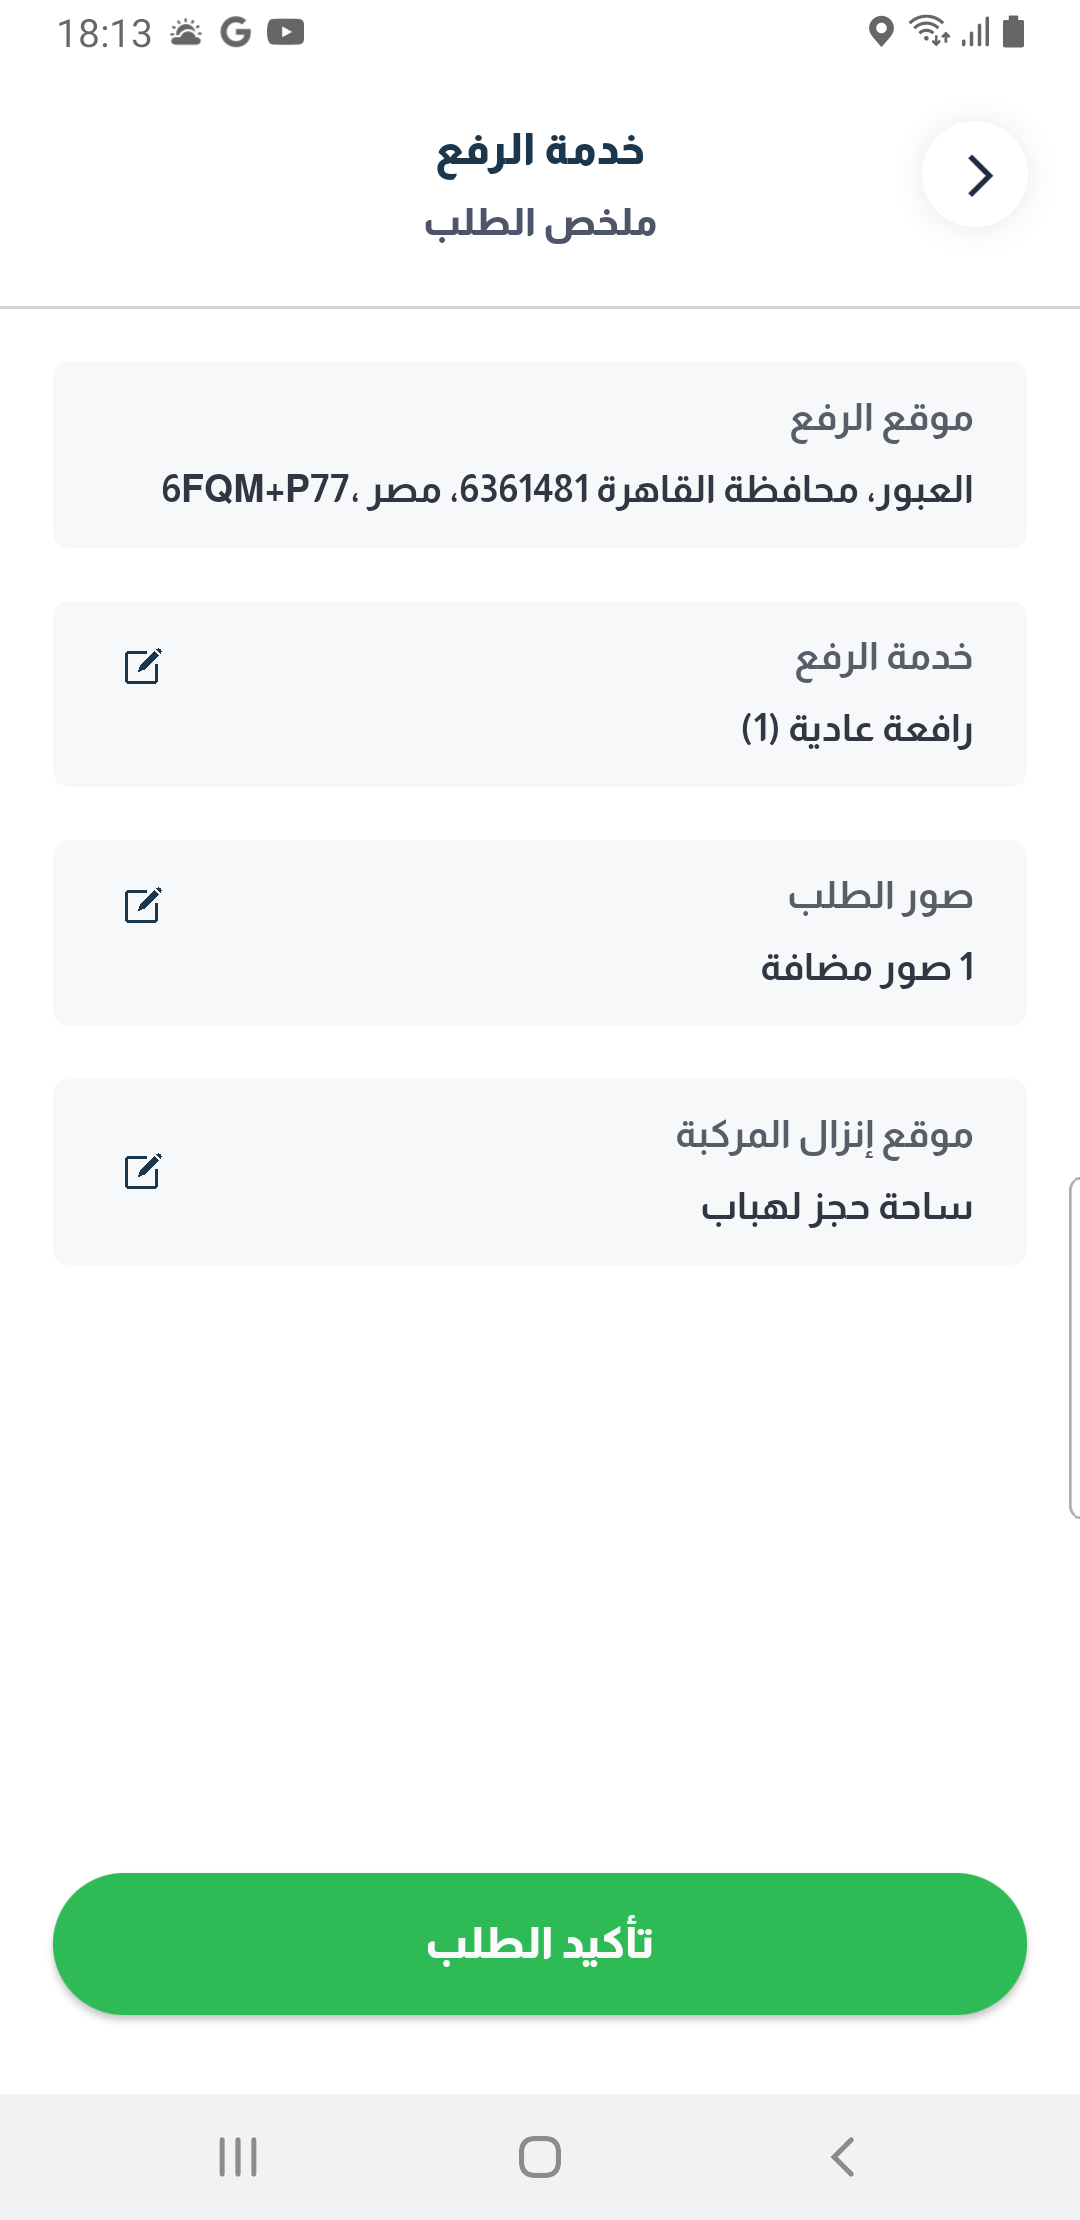 18:13
خدمة الرفع
ملخص الطلب
موقع الرفع
6FQM+P77، العبور، محافظة القاهرة 6361481، مصر،
خدمة الرفع
رافعة عادية (1)
صور الطلب
1 صور مضافة
موقع إنزال المركبة
ساحة حجز لهباب
تأكيد الطلب